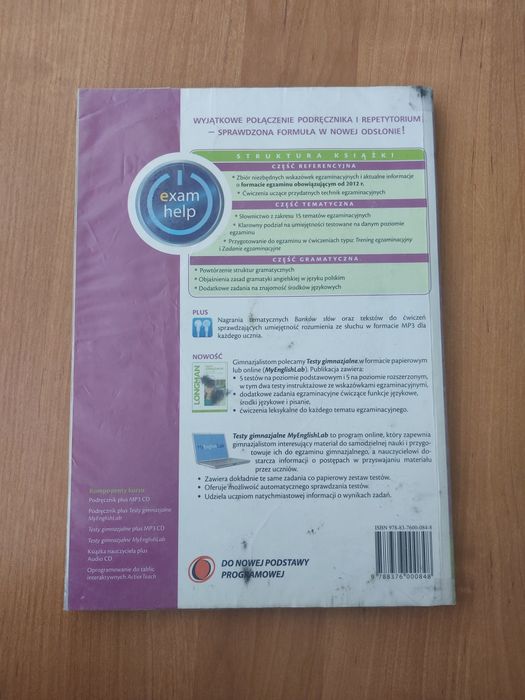 WYJĄTKOWE POŁĄCZENIE PODRĘCZNIKA I REPETYTORIUM
– SPRAWDZONA FORMUŁA W NOWEJ ODSŁONIE!
exam
help
STRUKTURA KSIĄŻKI
CZĘŚĆ REFERENCYJNA
• Zbiór niezbędnych wskazówek egzaminacyjnych i aktualne informacje
o formacie egzaminu obowiązującym od 2012 r.
• Ćwiczenia uczące przydatnych technik egzaminacyjnych
CZĘŚĆ TEMATYCZNA
• Słownictwo z zakresu 15 tematów egzaminacyjnych
• Klarowny podział na umiejętności testowane na danym poziomie
egzaminu
• Przygotowanie do egzaminu w ćwiczeniach typu: Trening egzaminacyjny
i Zadanie egzaminacyjne
CZĘŚĆ GRAMATYCZNA
• Powtórzenie struktur gramatycznych
• Objaśnienia zasad gramatyki angielskiej w języku polskim
• Dodatkowe zadania na znajomość środków językowych
PLUS
Nagrania tematycznych Banków słów oraz tekstów do ćwiczeń
sprawdzających umiejętność rozumienia ze słuchu w formacie MP3 dla
każdego ucznia.
NOWOŚĆ
Gimnazjalistom polecamy Testy gimnazjalne w formacie papierowym
lub online (MyEnglishLab). Publikacja zawiera:
• 5 testów na poziomie podstawowym i 5 na poziomie rozszerzonym,
w tym dwa testy instruktażowe ze wskazówkami egzaminacyjnymi,
• dodatkowe zadania egzaminacyjne ćwiczące funkcje językowe,
środki językowe i pisanie,
• ćwiczenia leksykalne do każdego tematu egzaminacyjnego.
LONGMAN
Testy gimnazjalne MyEnglishLab to program online, który zapewnia
gimnazjalistom interesujący materiał do samodzielnej nauki i przygo-
towuje ich do egzaminu gimnazjalnego, a nauczycielowi do-
starcza informacji o postępach w przyswajaniu materiału
przez uczniów.
• Zawiera dokładnie te same zadania co papierowy zestaw testów.
• Oferuje możliwość automatycznego sprawdzania testów.
• Udziela uczniom natychmiastowej informacji o wynikach zadań.
Komponenty kursu
Podręcznik plus MP3 CD
Podręcznik plus Testy gimnazjalne
MyEnglishLab
Testy gimnazjalne plus MP3 CD
Testy gimnazjalne MyEnglishLab
Książka nauczyciela plus
Audio CD
Oprogramowanie do tablic
interaktywnych ActiveTeach
DO NOWEJ PODSTAWY
PROGRAMOWEJ
ISBN 978-83-7600-084-8
9 788376 000848